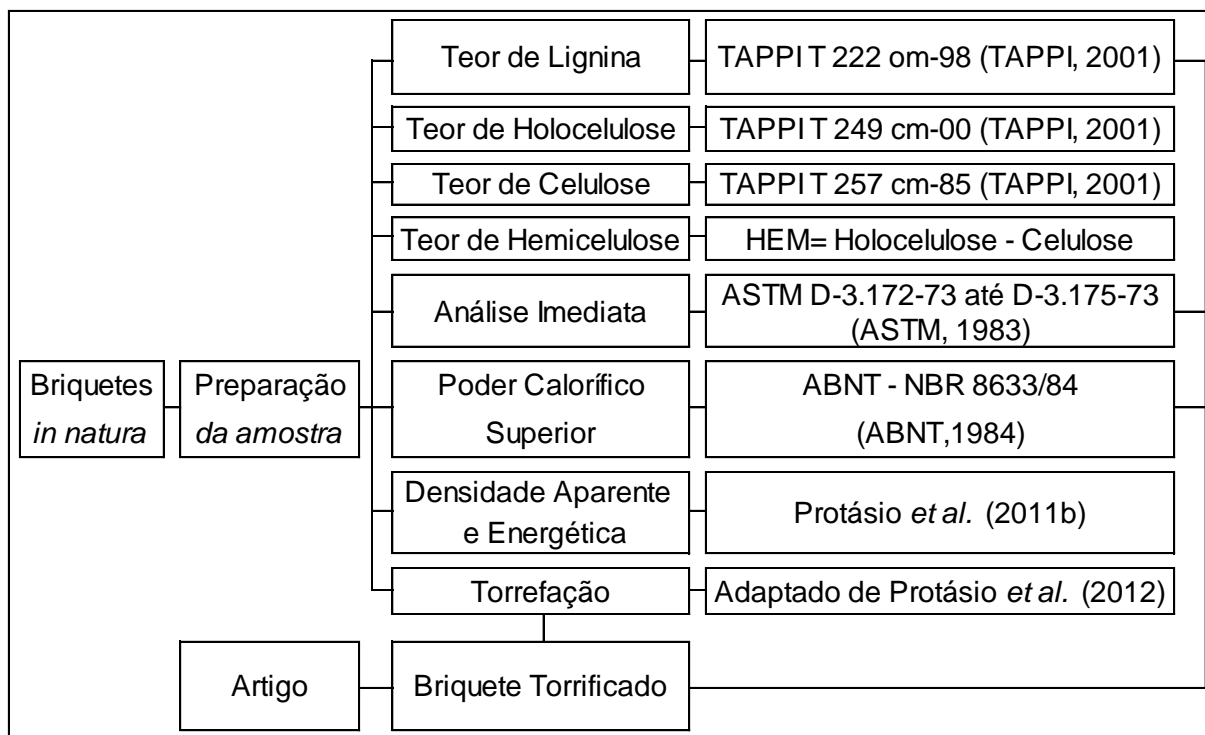 Teor de Lignina
TAPPI T 222 om-98 (TAPPI, 2001)
Teor de Holocelulose
TAPPI T 249 cm-00 (TAPPI, 2001)
Teor de Celulose
TAPPI T 257 cm-85 (TAPPI, 2001)
Teor de Hemicelulose
HEM= Holocelulose - Celulose
Análise Imediata
ASTM D-3.172-73 até D-3.175-73
(ASTM, 1983)
Briquetes
in natura
Preparação
da amostra
Poder Calorífico
Superior
ABNT - NBR 8633/84
(ABNT,1984)
Densidade Aparente
e Energética
Protásio et al. (2011b)
Torrefação
Adaptado de Protásio et al. (2012)
Artigo
Briquete Torrificado